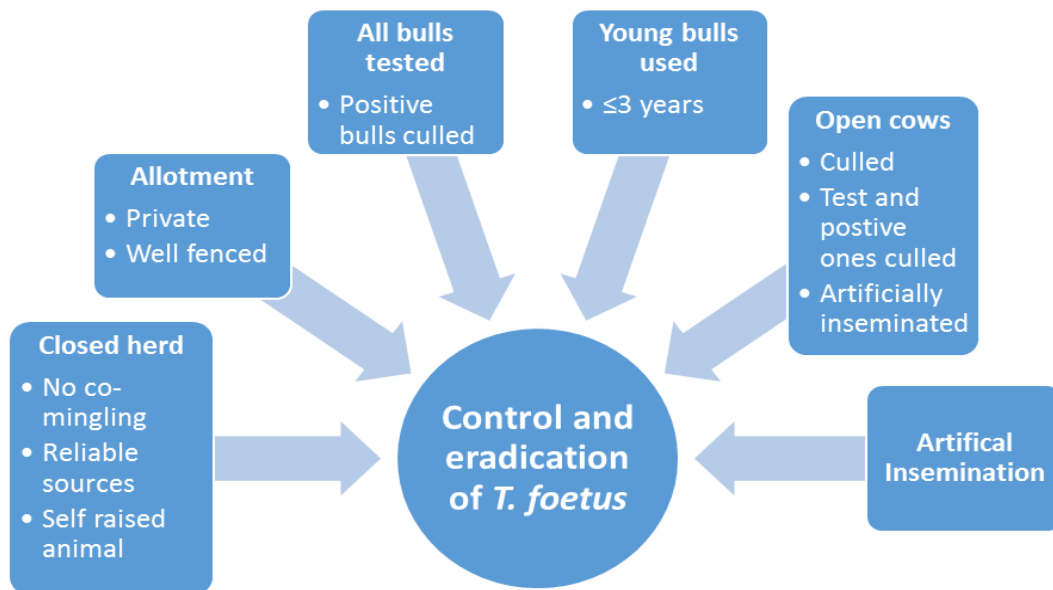 Closed herd
• No co-
mingling
• Reliable
sources
• Self raised
animal
Allotment
• Private
• Well fenced
All bulls
tested
• Positive
bulls culled
Young bulls
used
• ≤3 years
Open cows
• Culled
• Test and
postive
ones culled
• Artificially
inseminated
Artifical
Insemination
Control and
eradication
of T. foetus